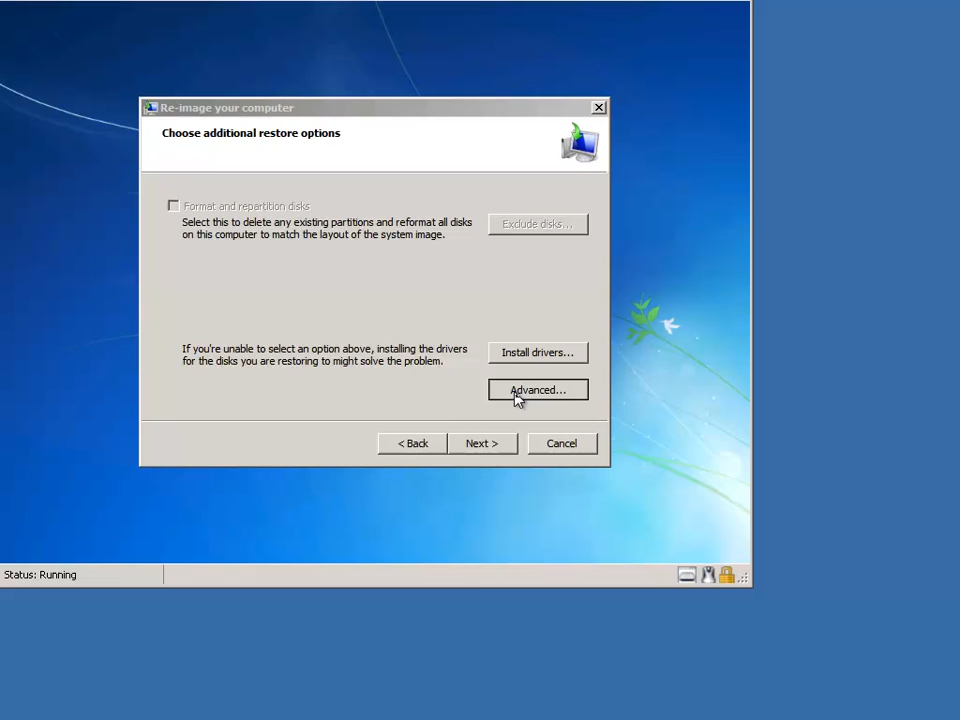 Re-image your computer
Choose additional restore options
Format and repartition disks
Select this to delete any existing partitions and reformat all disks
on this computer to match the layout of the system image.
Exclude disks...
If you're unable to select an option above, installing the drivers
for the disks you are restoring to might solve the problem.
Install drivers...
Advanced...
< Back
Next >
Cancel
Status: Running